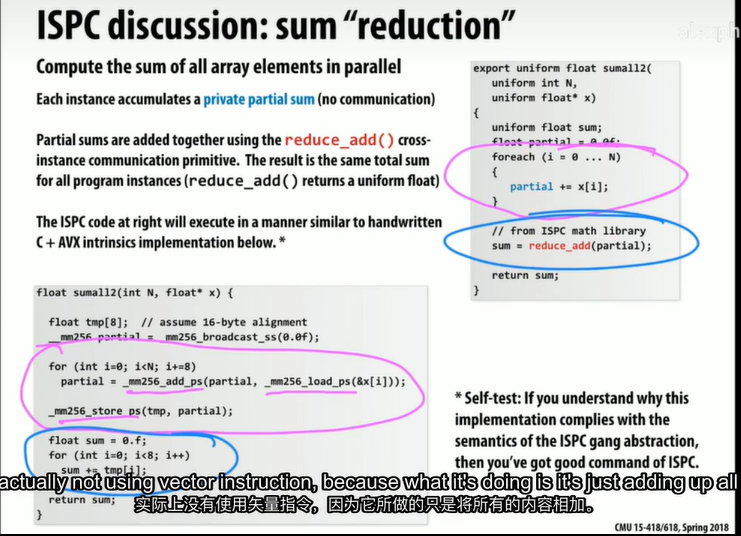 ISPC discussion: sum “reduction”
Compute the sum of all array elements in parallel
Each instance accumulates a private partial sum (no communication)
Partial sums are added together using the reduce_add() cross-
instance communication primitive. The result is the same total sum
for all program instances (reduce_add() returns a uniform float)
The ISPC code at right will execute in a manner similar to handwritten
C + AVX intrinsics implementation below. *
export uniform float sumall2(
uniform int N,
uniform float* x)
{
uniform float sum;
float partial = 0.0f;
foreach (i = 0 ... N)
{
partial += x[i];
}
// from ISPC math library
sum = reduce_add(partial);
return sum;
}
float sumall2(int N, float* x) {
float tmp[8]; // assume 16-byte alignment
__mm256 partial = _mm256_broadcast_ss(0.0f);
for (int i=0; i<N; i+=8)
partial = _mm256_add_ps(partial, _mm256_load_ps(&x[i]));
_mm256_store_ps(tmp, partial);
float sum = 0.f;
for (int i=0; i<8; i++)
sum += tmp[i];
return sum;
}
* Self-test: If you understand why this
implementation complies with the
semantics of the ISPC gang abstraction,
then you’ve got good command of ISPC.
actually not using vector instruction, because what it's doing is it's just adding up all
实际上没有使用矢量指令，因为它所做的只是将所有的内容相加。
CMU 15-418/618, Spring 2018